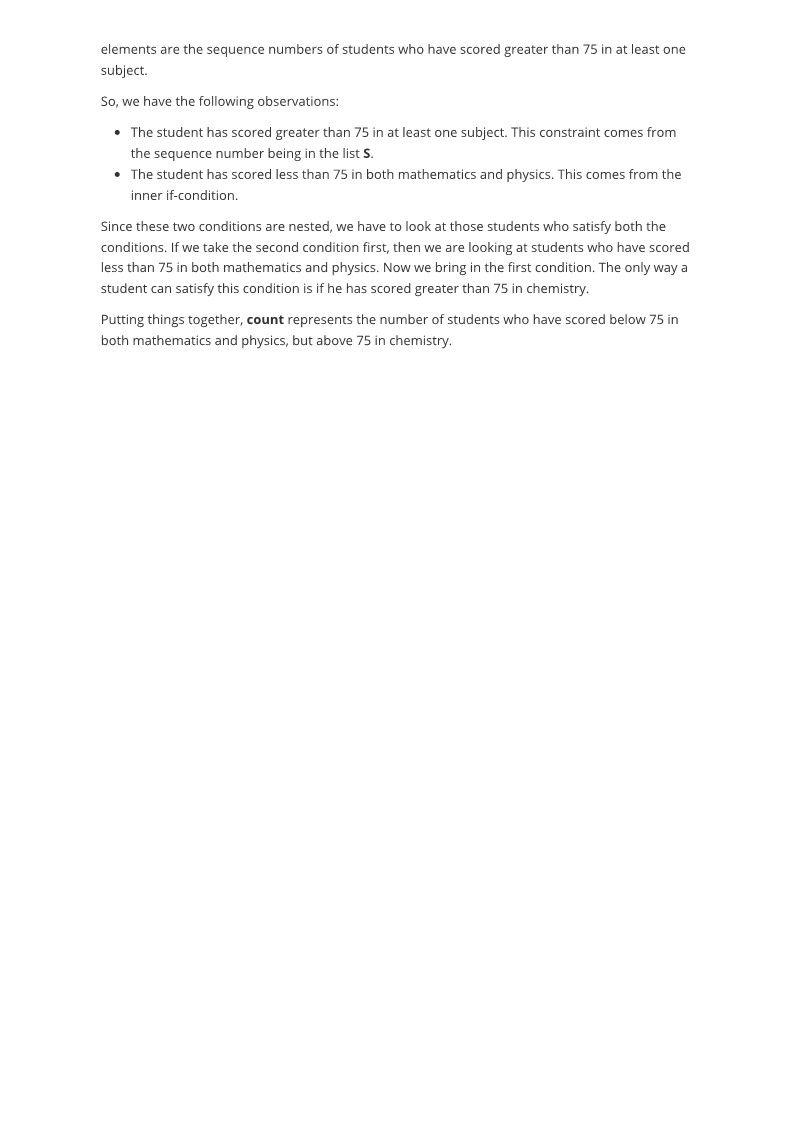 elements are the sequence numbers of students who have scored greater than 75 in at least one
subject.
So, we have the following observations:
• The student has scored greater than 75 in at least one subject. This constraint comes from
the sequence number being in the list S.
• The student has scored less than 75 in both mathematics and physics. This comes from the
inner if-condition.
Since these two conditions are nested, we have to look at those students who satisfy both the
conditions. If we take the second condition first, then we are looking at students who have scored
less than 75 in both mathematics and physics. Now we bring in the first condition. The only way a
student can satisfy this condition is if he has scored greater than 75 in chemistry.
Putting things together, count represents the number of students who have scored below 75 in
both mathematics and physics, but above 75 in chemistry.